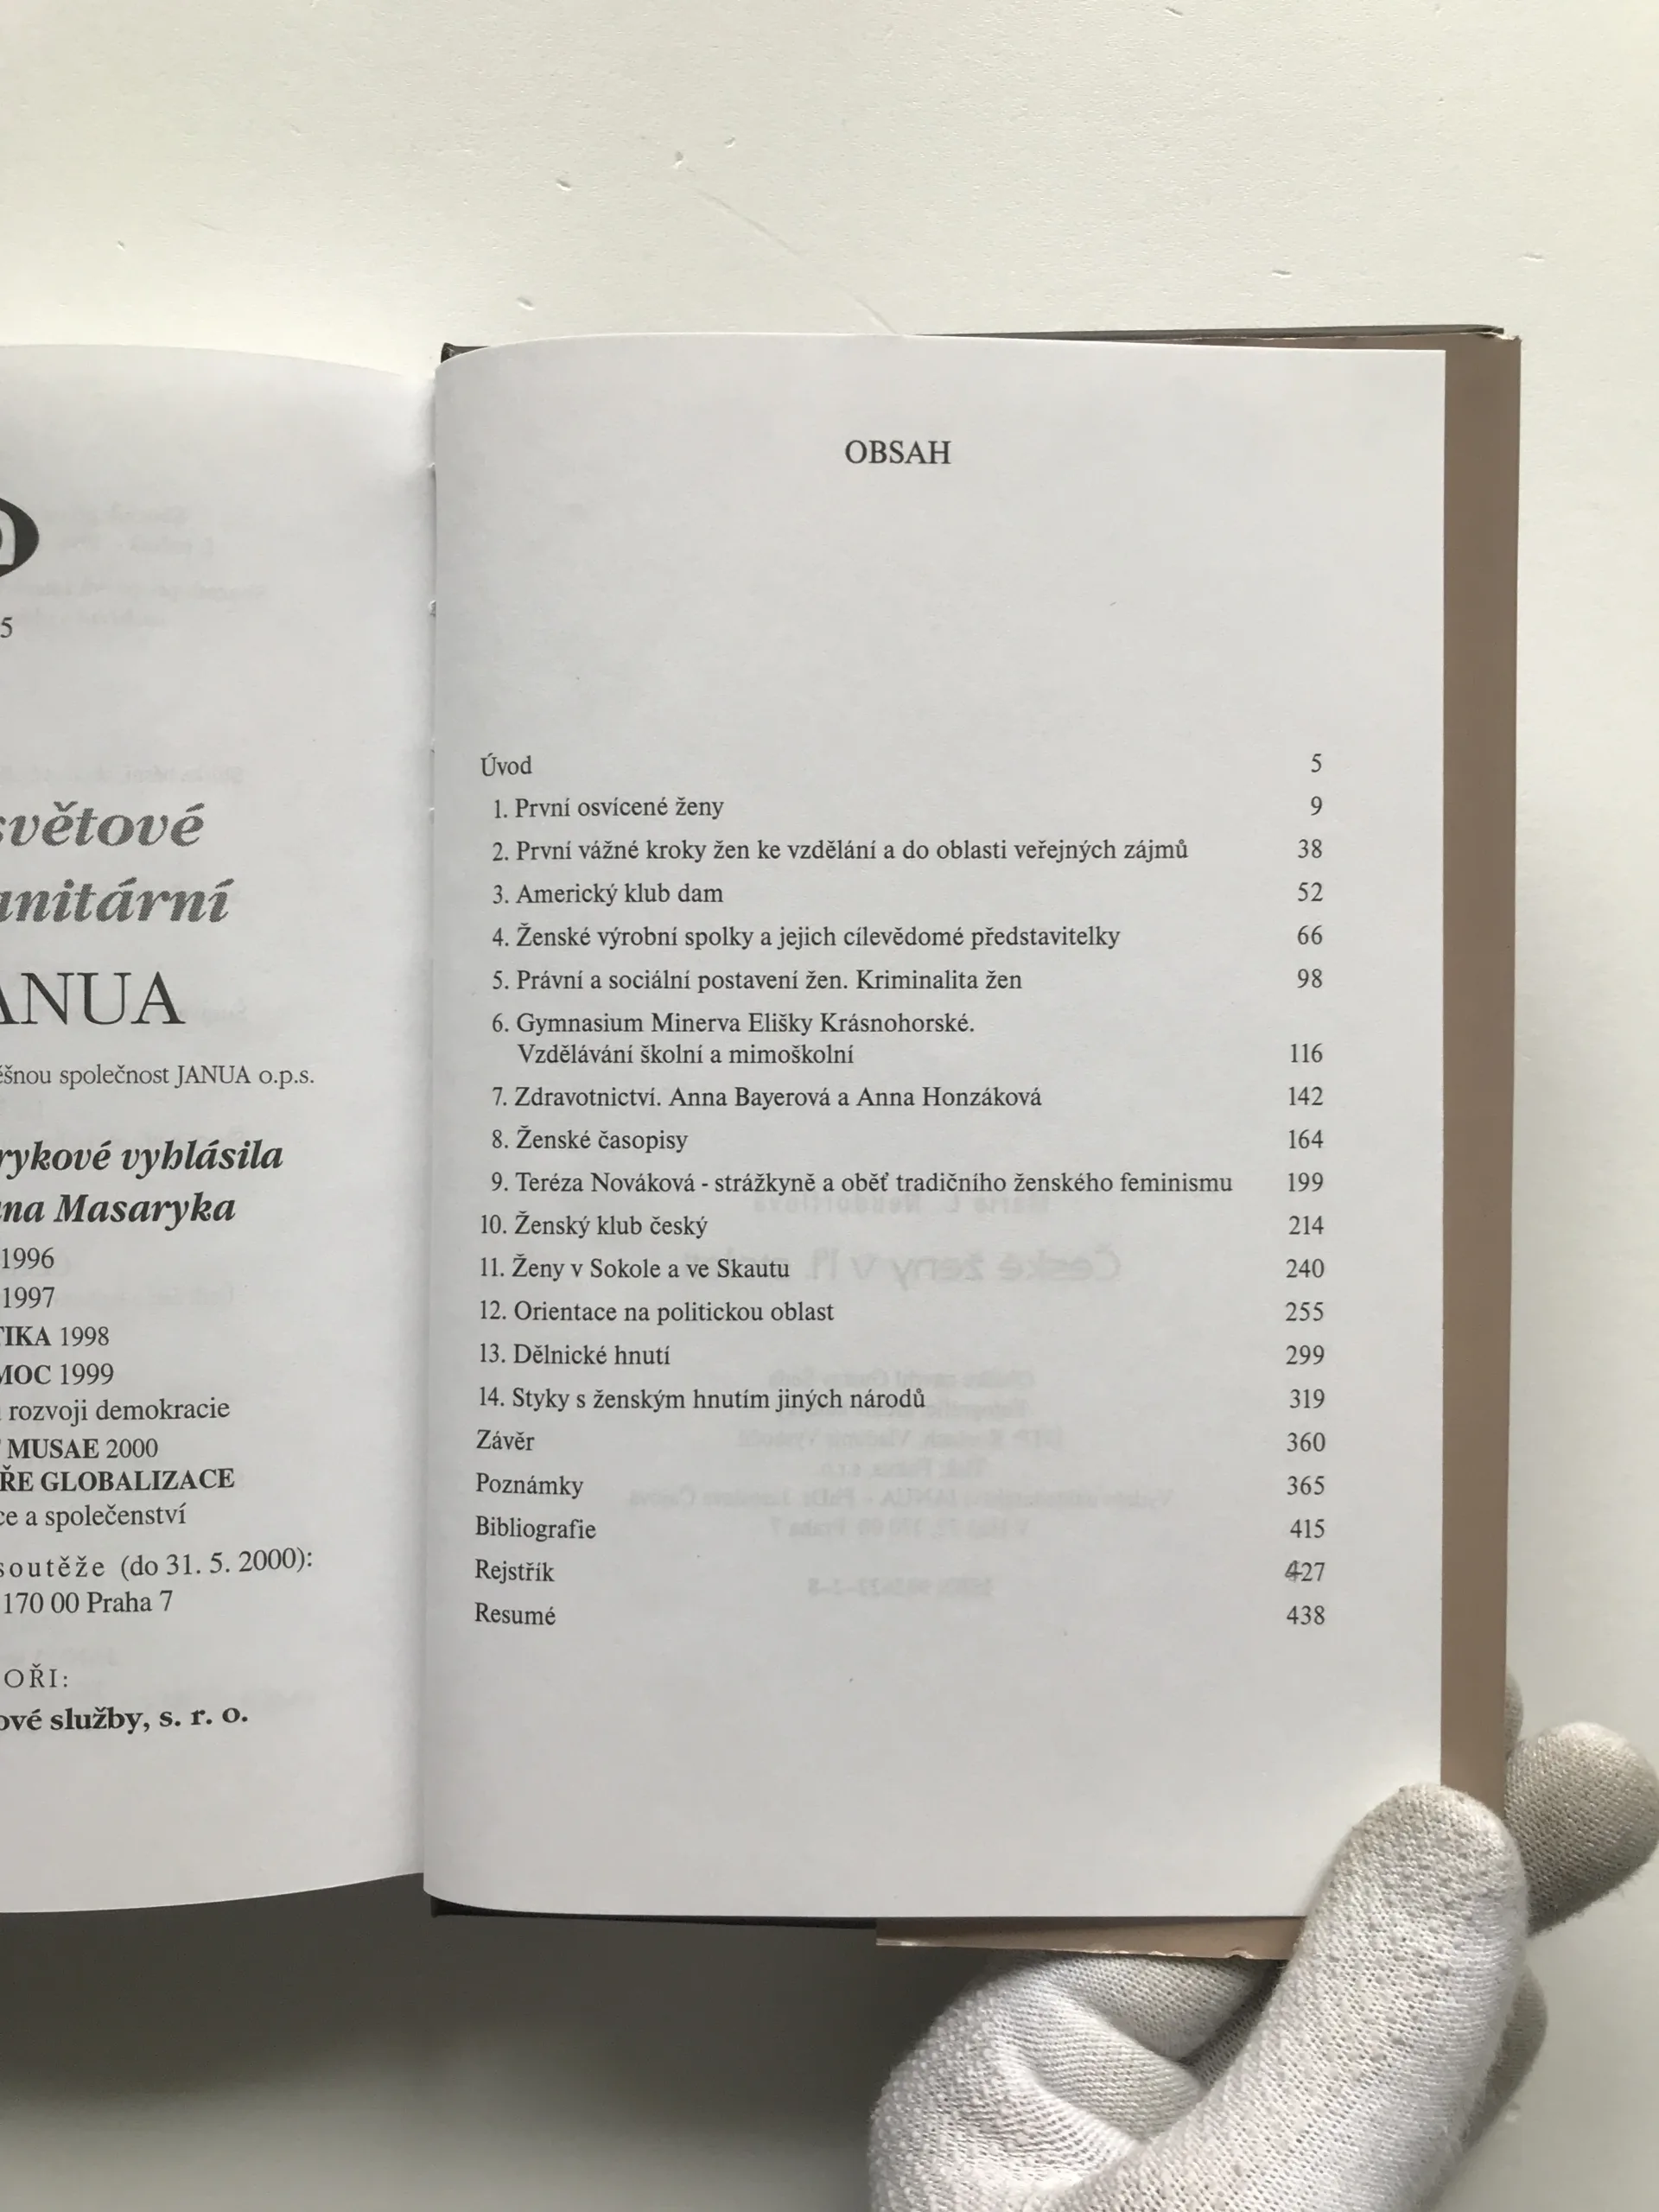 5
světové
anitární
ANUA
ěšnou společnost JANUA o.p.s.
rykové vyhlásila
ana Masaryka
1996
1997
TIKA 1998
MOC 1999
rozvoji demokracie
MUSAE 2000
ŘE GLOBALIZACE
ce a společenství
soutěže (do 31. 5. 2000):
170 00 Praha 7
OŘI:
ové služby, s. r. o.
OBSAH
Úvod 5
1. První osvícené ženy 9
2. První vážné kroky žen ke vzdělání a do oblasti veřejných zájmů 38
3. Americký klub dam 52
4. Ženské výrobní spolky a jejich cílevědomé představitelky 66
5. Právní a sociální postavení žen. Kriminalita žen 98
6. Gymnasium Minerva Elišky Krásnohorské.
Vzdělávání školní a mimoškolní 116
7. Zdravotnictví. Anna Bayerová a Anna Honzáková 142
8. Ženské časopisy 164
9. Teréza Nováková - strážkyně a oběť tradičního ženského feminismu 199
10. Ženský klub český 214
11. Ženy v Sokole a ve Skautu 240
12. Orientace na politickou oblast 255
13. Dělnické hnutí 299
14. Styky s ženským hnutím jiných národů 319
Závěr 360
Poznámky 365
Bibliografie 415
Rejstřík 427
Resumé 438